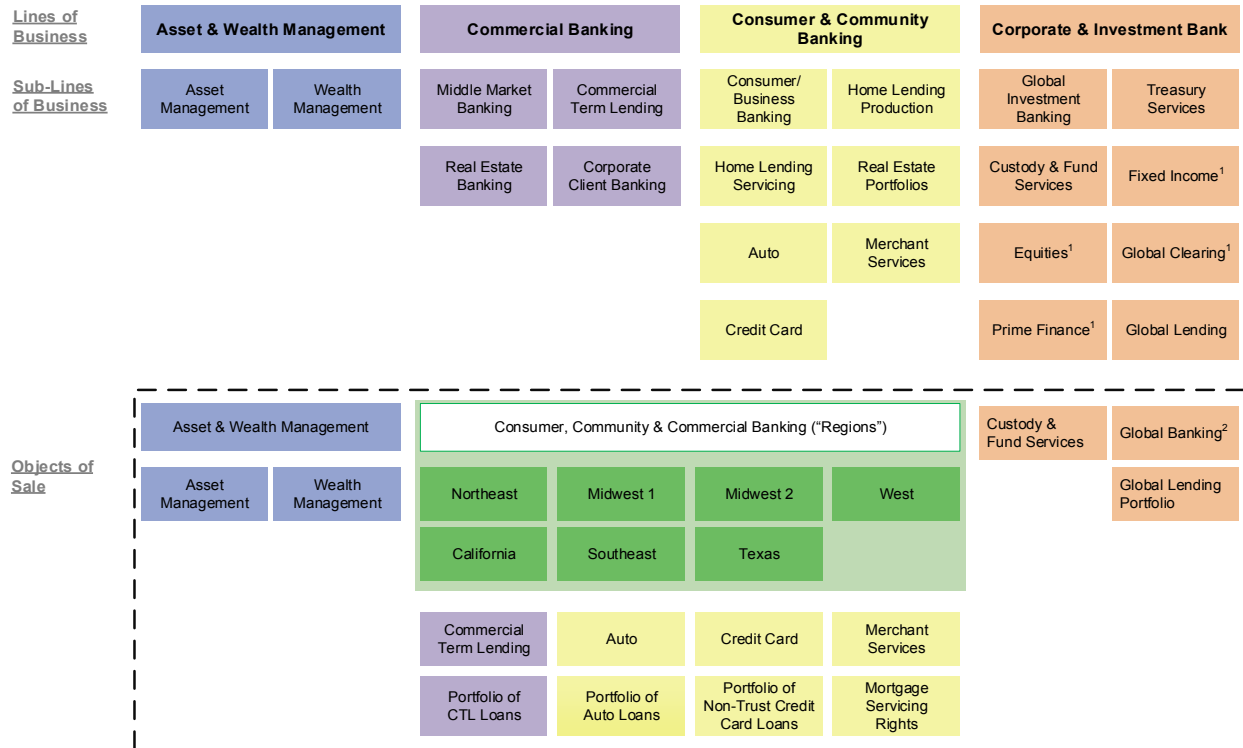 Lines of
Business
Asset & Wealth Management
Commercial Banking
Consumer & Community
Banking
Corporate & Investment Bank
Sub-Lines
of Business
Asset
Management
Wealth
Management
Middle Market
Banking
Commercial
Term Lending
Consumer/
Business
Banking
Home Lending
Production
Global
Investment
Banking
Treasury
Services
Real Estate
Banking
Corporate
Client Banking
Home Lending
Servicing
Real Estate
Portfolios
Custody & Fund
Services
Fixed Income¹
Auto
Merchant
Services
Equities¹
Global Clearing¹
Credit Card
Prime Finance¹
Global Lending
Objects of
Sale
Asset & Wealth Management
Consumer, Community & Commercial Banking (“Regions”)
Custody &
Fund Services
Global Banking²
Asset
Management
Wealth
Management
Northeast
Midwest 1
Midwest 2
West
Global Lending
Portfolio
California
Southeast
Texas
Commercial
Term Lending
Auto
Credit Card
Merchant
Services
Portfolio of
CTL Loans
Portfolio of
Auto Loans
Portfolio of
Non-Trust Credit
Card Loans
Mortgage
Servicing
Rights